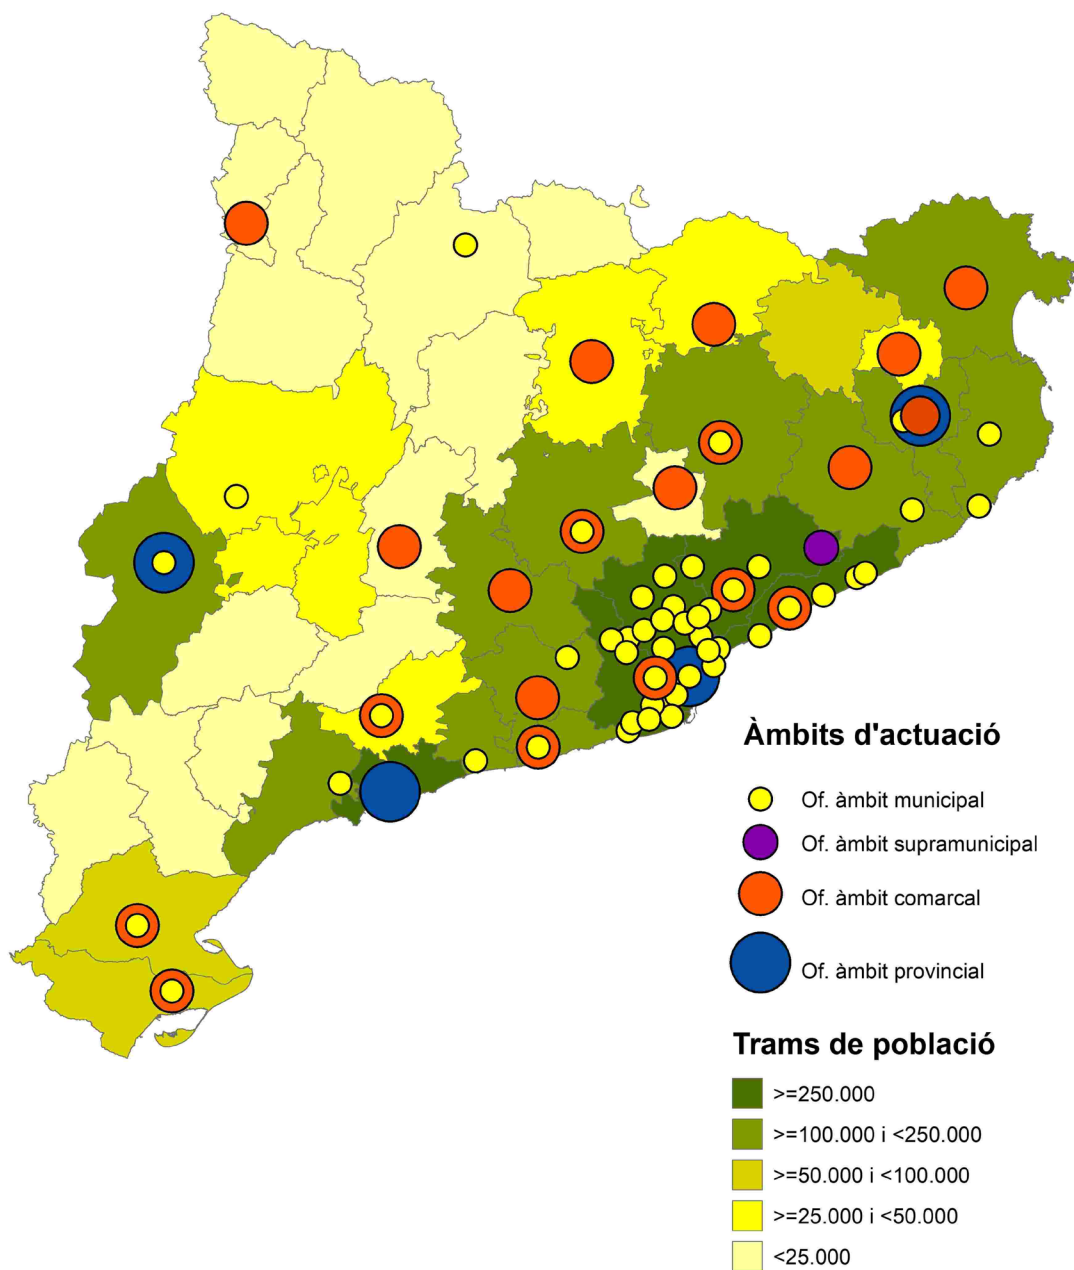 Àmbits d'actuació
Of. àmbit municipal
Of. àmbit supramunicipal
Of. àmbit comarcal
Of. àmbit provincial
Trams de població
>=250.000
>=100.000 i <250.000
>=50.000 i <100.000
>=25.000 i <50.000
<25.000